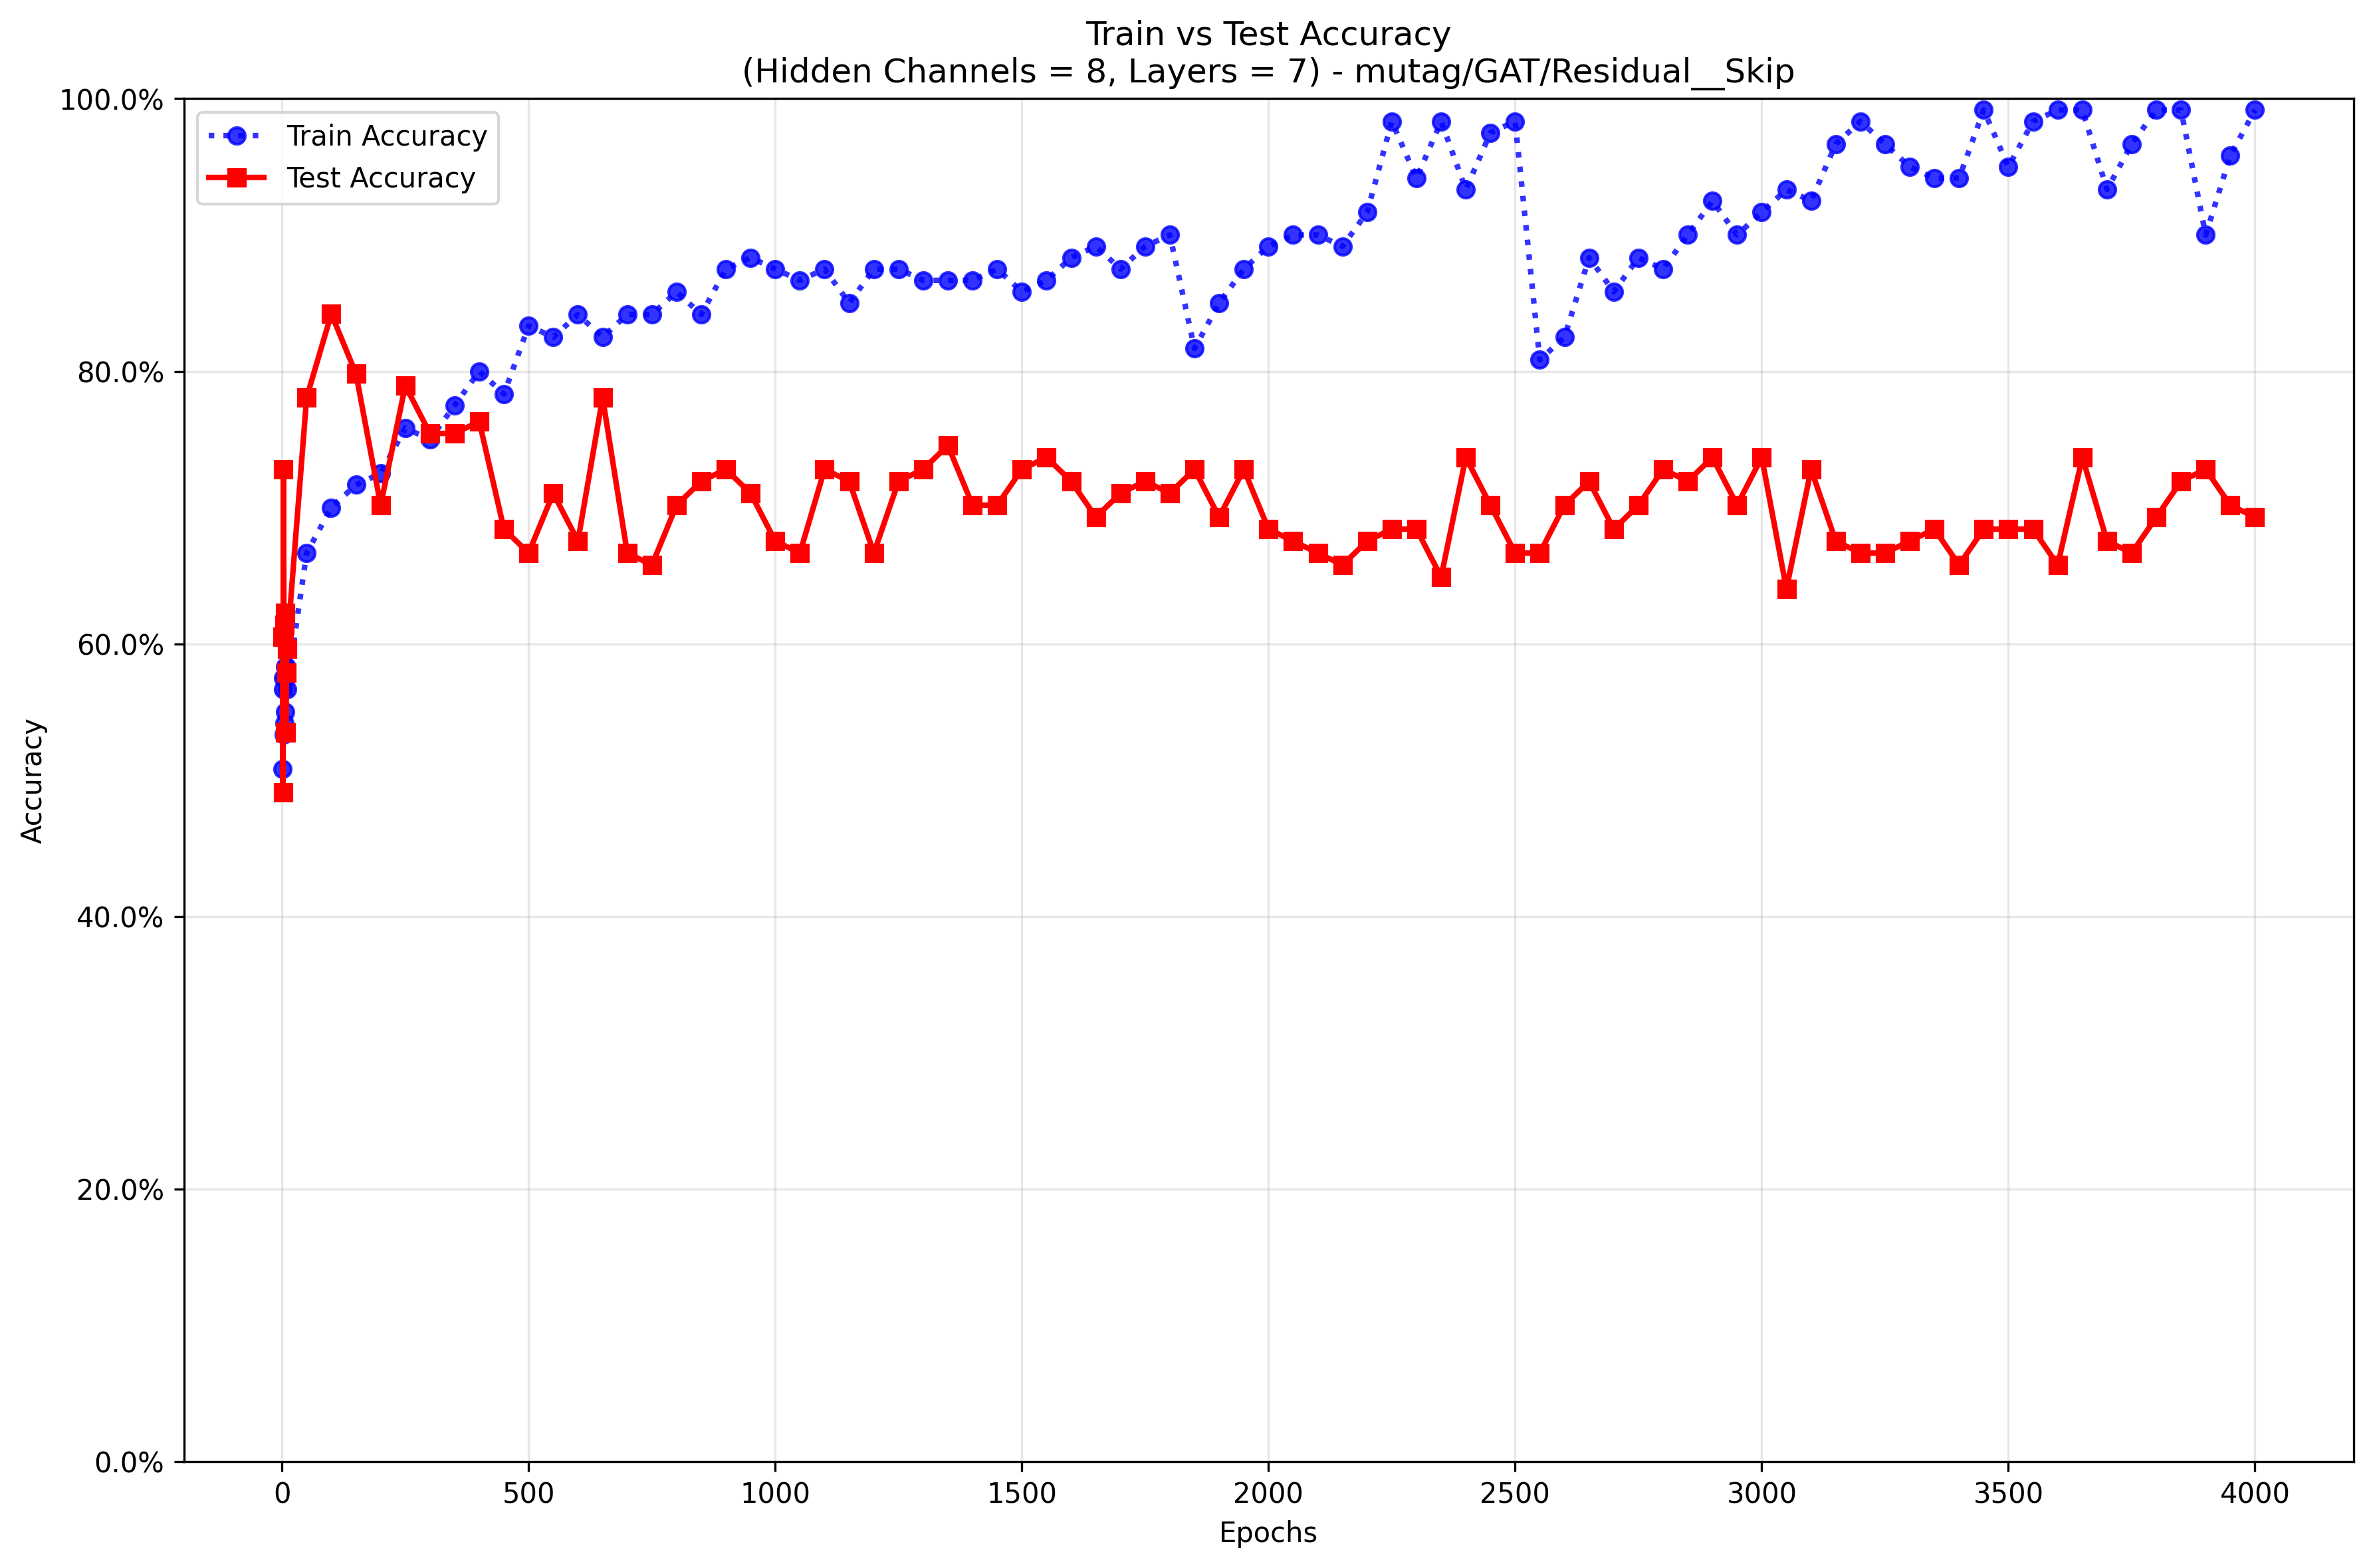 Train vs Test Accuracy
(Hidden Channels = 8, Layers = 7) - mutag/GAT/Residual__Skip
100.0%
80.0%
60.0%
40.0%
20.0%
0.0%
Accuracy
Train Accuracy
Test Accuracy
0
500
1000
1500
2000
2500
3000
3500
4000
Epochs